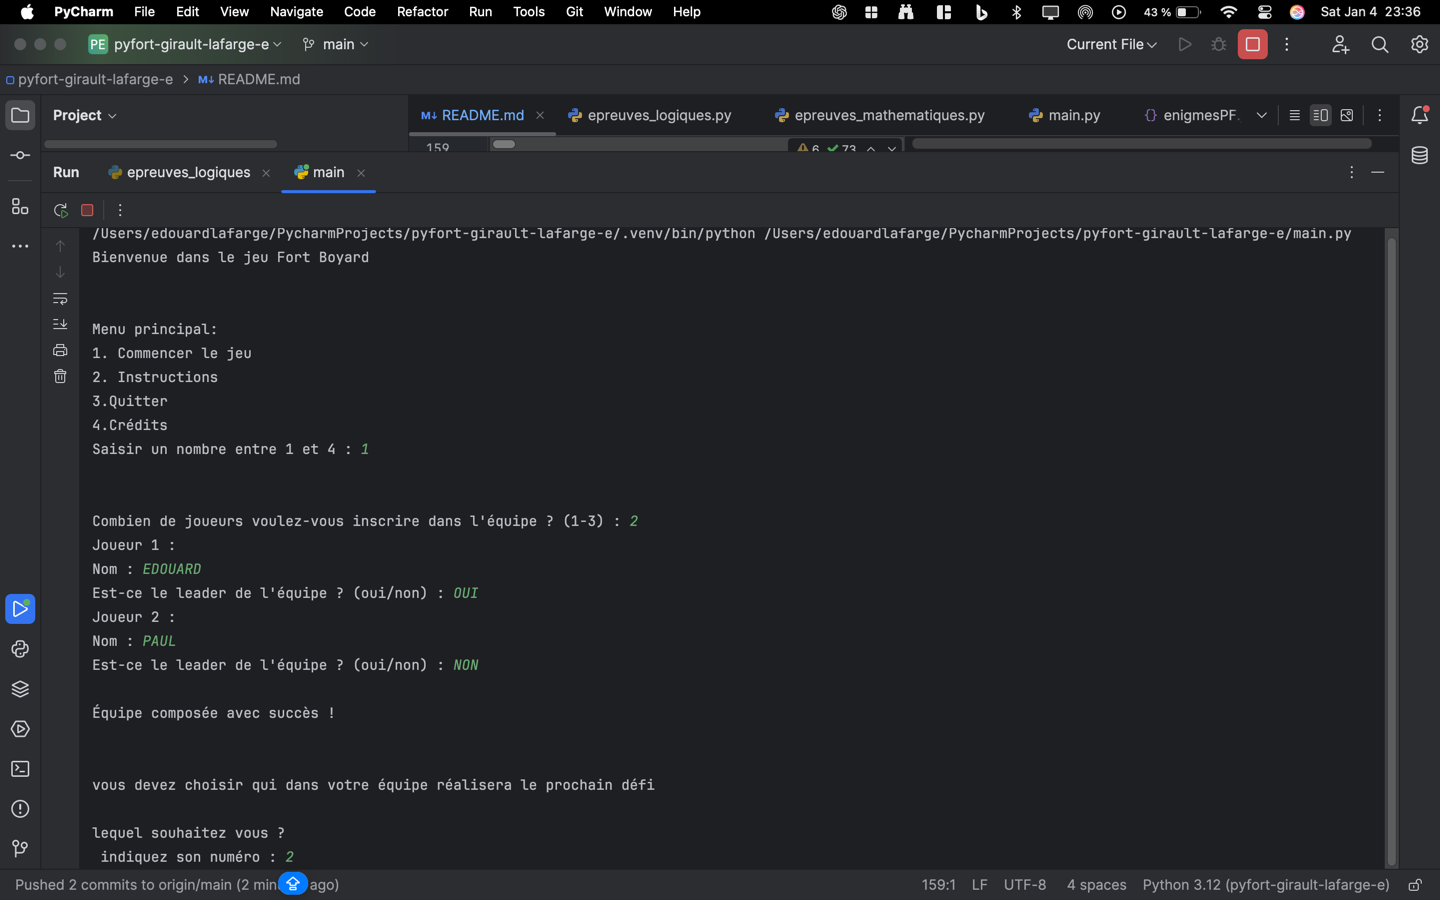 PyCharm File Edit View Navigate Code Refactor Run Tools Git Window Help 43 % Sat Jan 4 23:36
PE pyfort-girault-lafarge-e main Current File
pyfort-girault-lafarge-e > M↓ README.md
Project M↓ README.md epreuves_logiques.py epreuves_mathematiques.py main.py {} enigmesPF
159 6 73
Run epreuves_logiques main
/Users/edouardlafarge/PycharmProjects/pyfort-girault-lafarge-e/.venv/bin/python /Users/edouardlafarge/PycharmProjects/pyfort-girault-lafarge-e/main.py
Bienvenue dans le jeu Fort Boyard
Menu principal:
1. Commencer le jeu
2. Instructions
3.Quitter
4.Crédits
Saisir un nombre entre 1 et 4 : 1
Combien de joueurs voulez-vous inscrire dans l'équipe ? (1-3) : 2
Joueur 1 :
Nom : EDOUARD
Est-ce le leader de l'équipe ? (oui/non) : OUI
Joueur 2 :
Nom : PAUL
Est-ce le leader de l'équipe ? (oui/non) : NON
Équipe composée avec succès !
vous devez choisir qui dans votre équipe réalisera le prochain défi
lequel souhaitez vous ?
indiquez son numéro : 2
Pushed 2 commits to origin/main (2 min ago) 159:1 LF UTF-8 4 spaces Python 3.12 (pyfort-girault-lafarge-e)